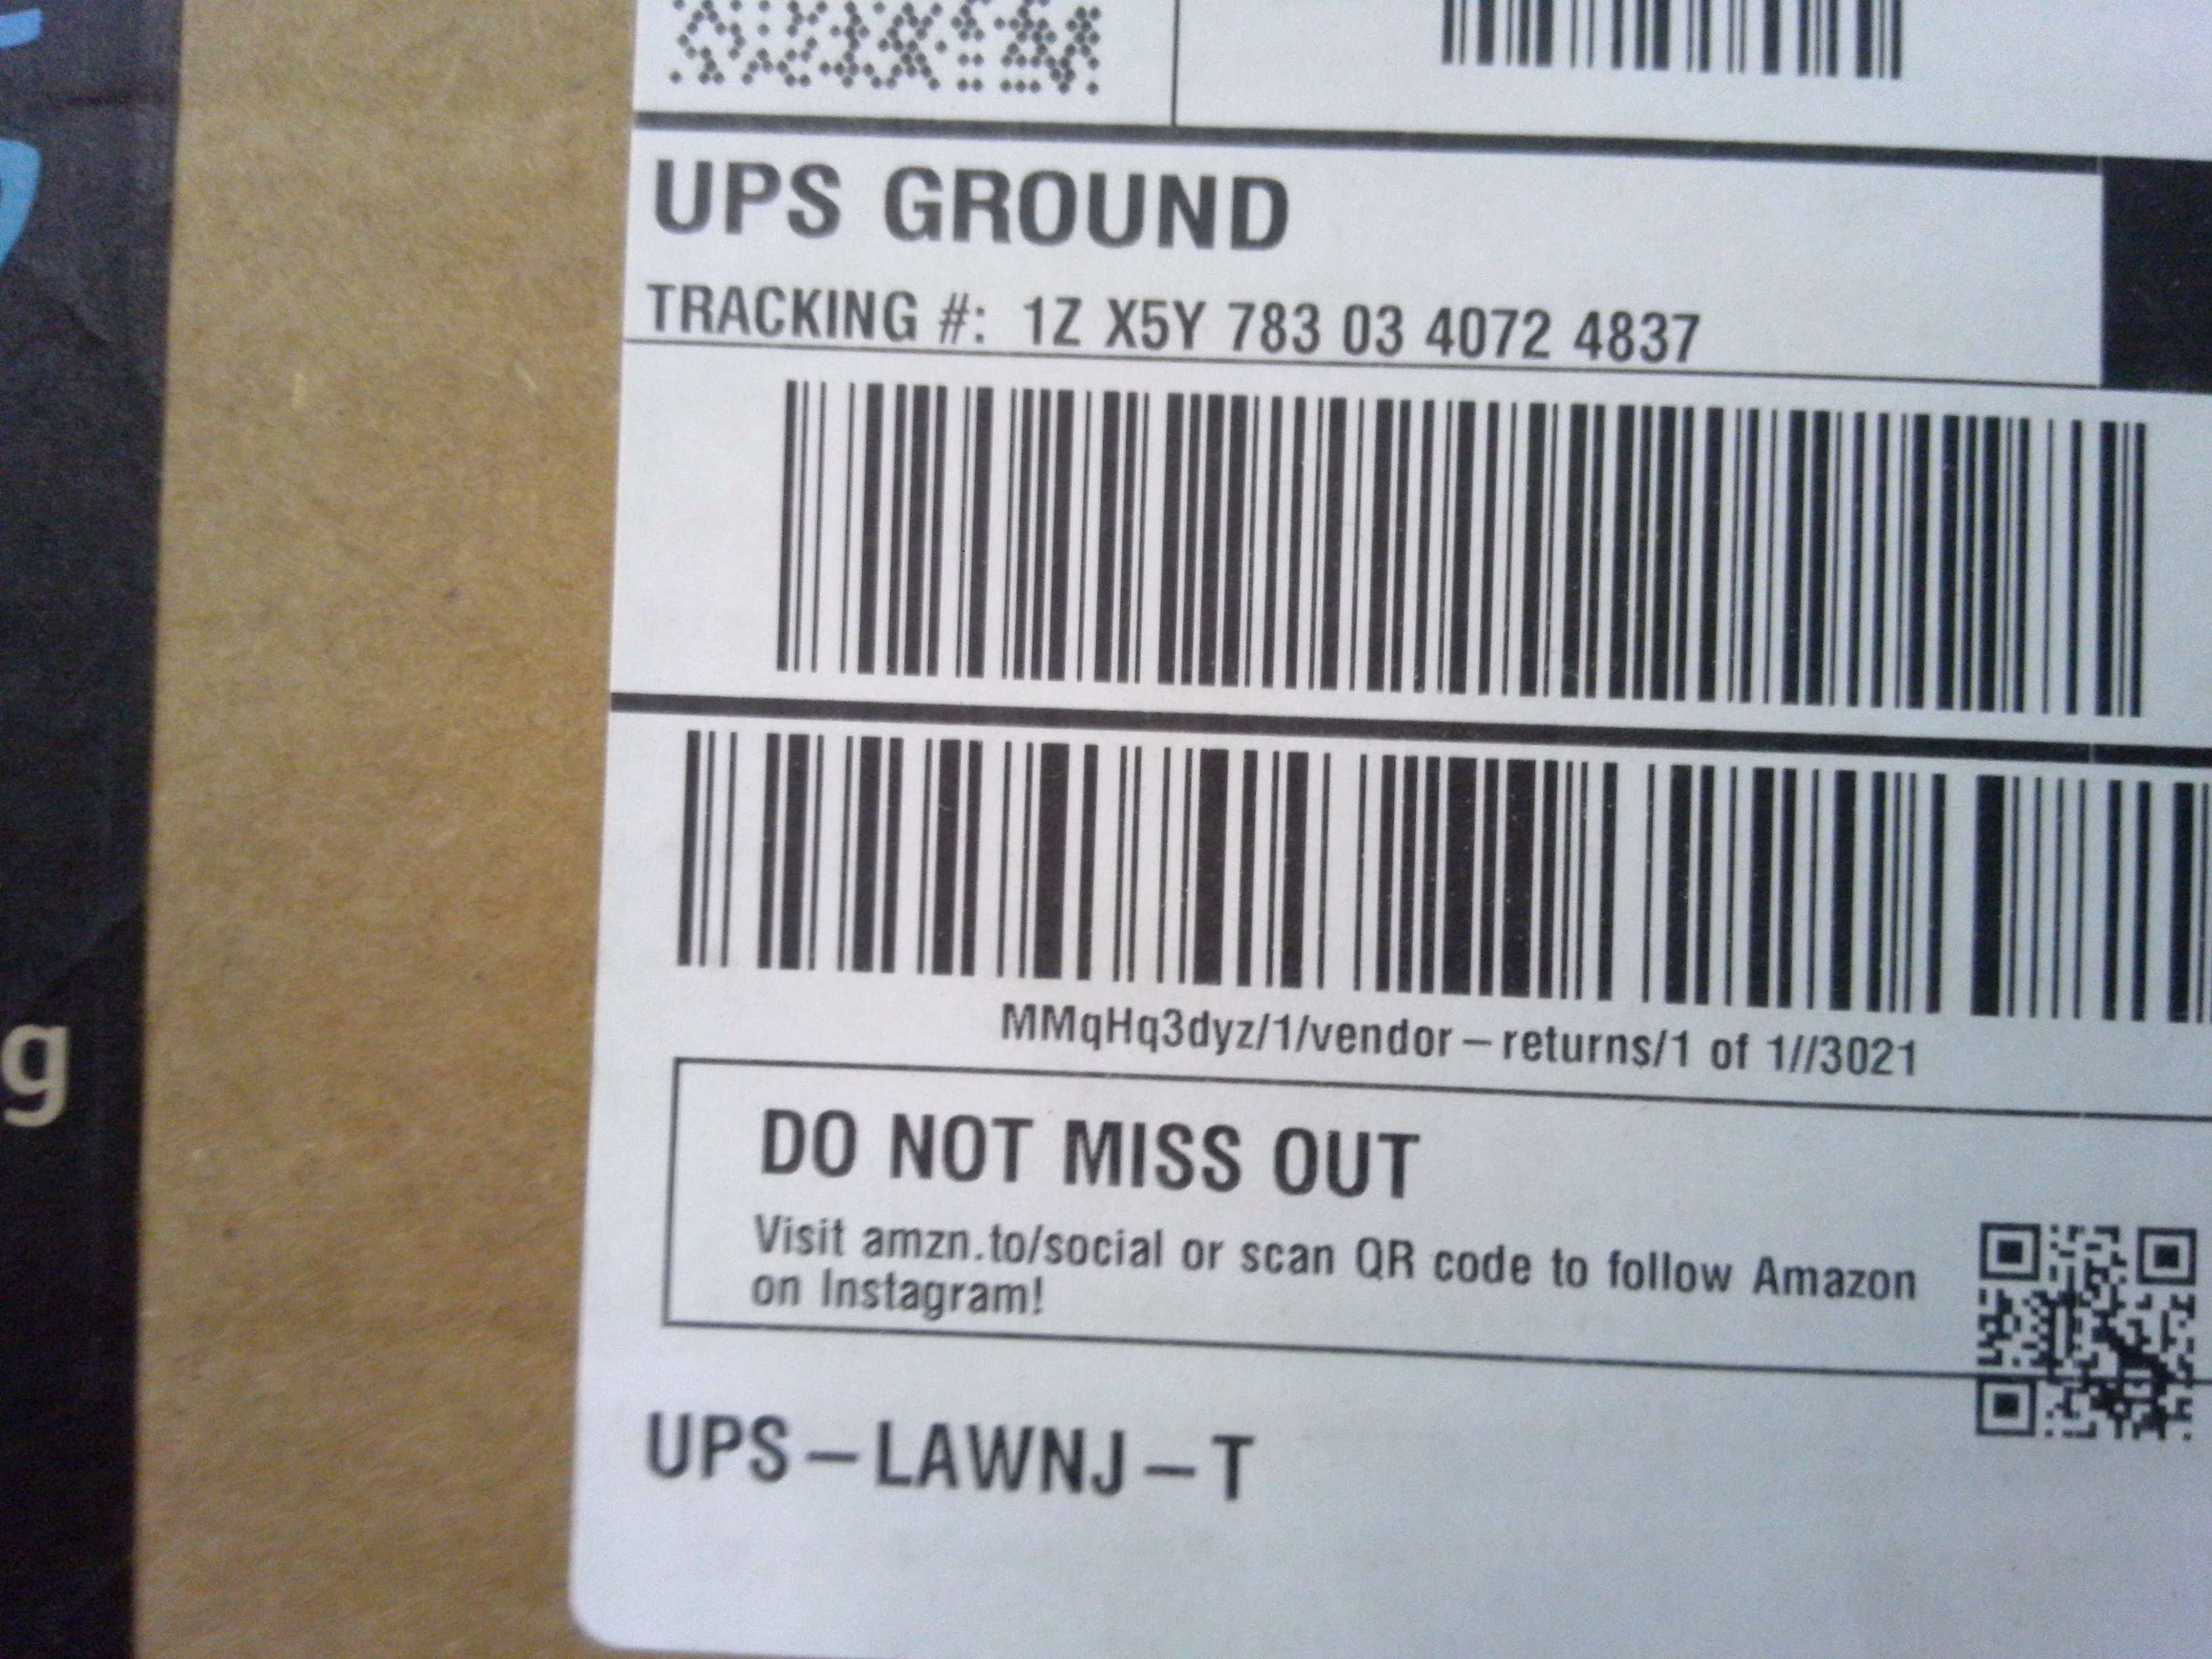 UPS GROUND
TRACKING #: 1Z X5Y 783 03 4072 4837
MMqHq3dyz/1/vendor-returns/1 of 1//3021
DO NOT MISS OUT
Visit amzn.to/social or scan QR code to follow Amazon
on Instagram!
UPS-LAWNJ-T
g